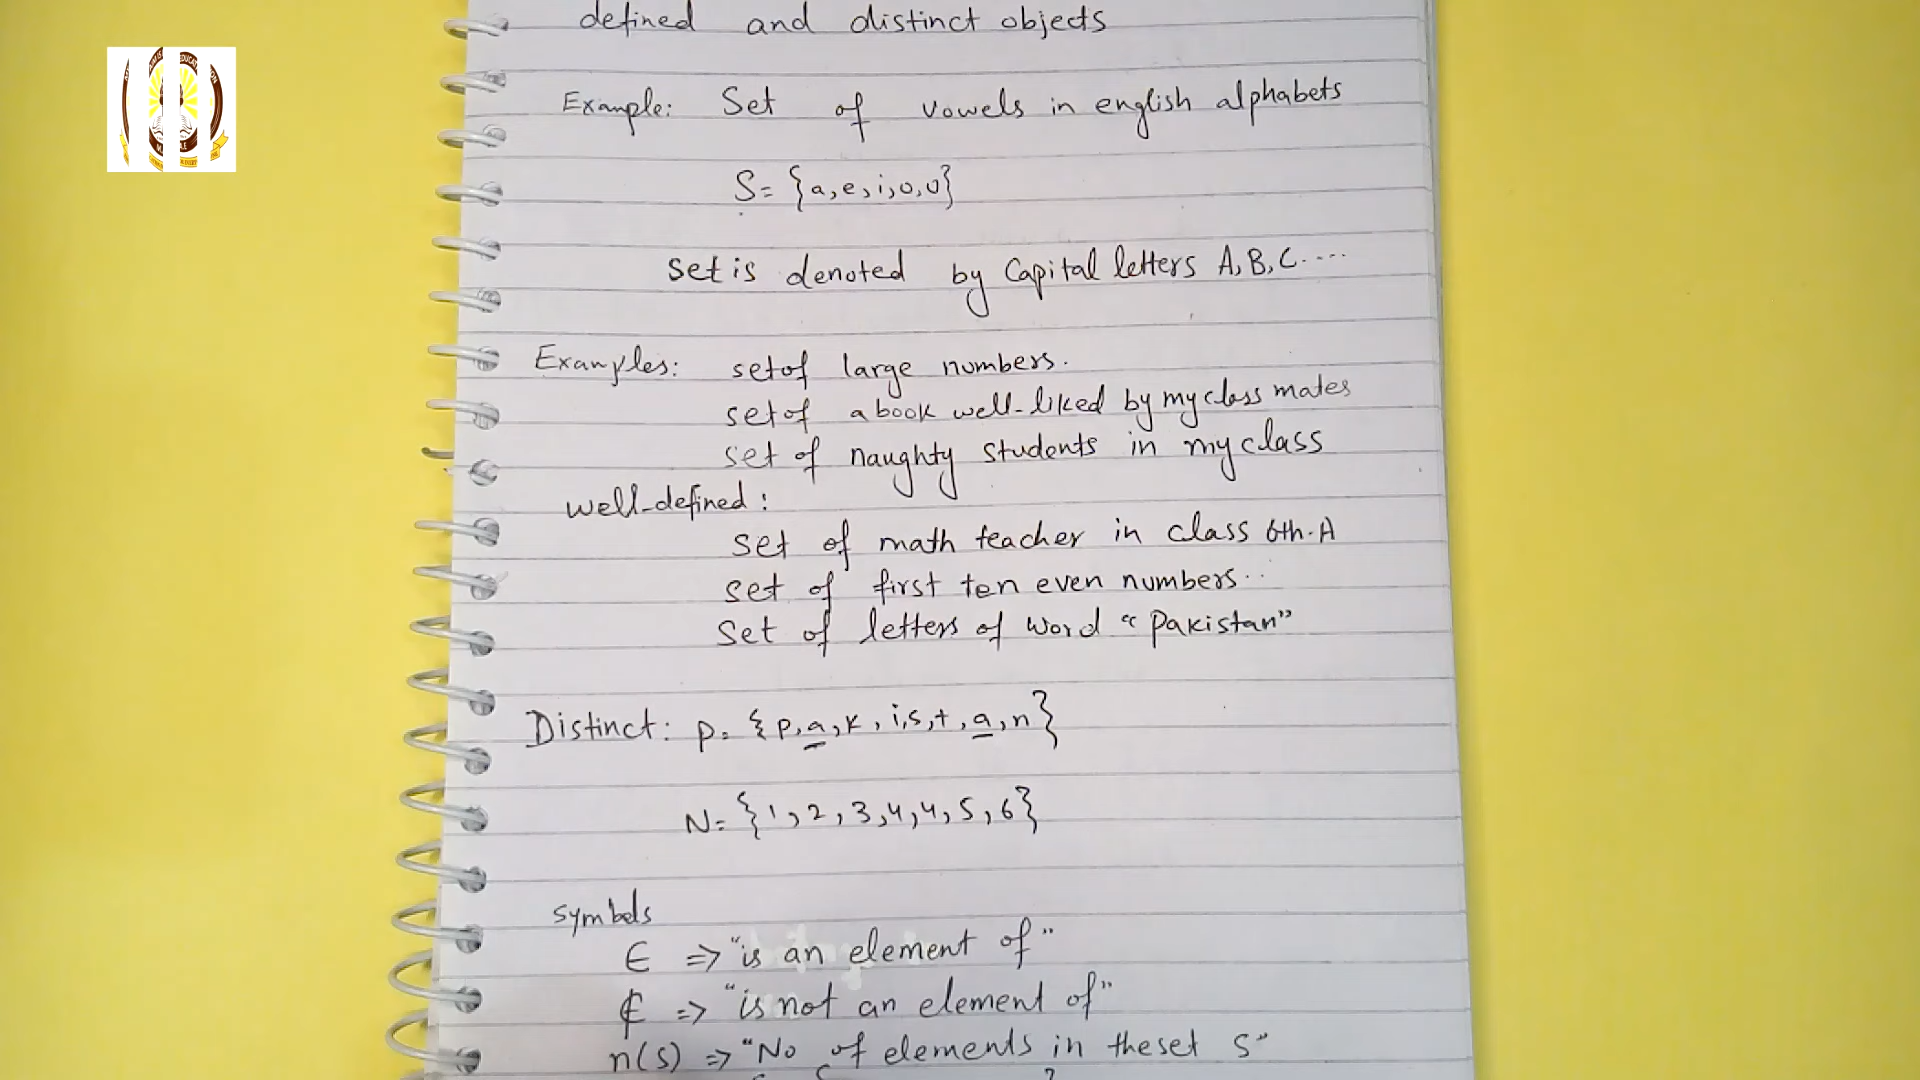 defined and distinct objects
Example: Set of vowels in english alphabets
S= {a,e,i,o,u}
set is denoted by Capital letters A,B,C....
Examples: set of large numbers.
set of a book well-liked by my class mates
set of naughty students in my class
well-defined:
set of math teacher in class 6th-A
set of first ten even numbers..
Set of letters of word "Pakistan"
Distinct: P= {P,a,k,i,s,t,a,n}
N= {1,2,3,4,4,5,6}
symbols
∈ => "is an element of"
∉ => "is not an element of"
n(s) => "No of elements in the set S"